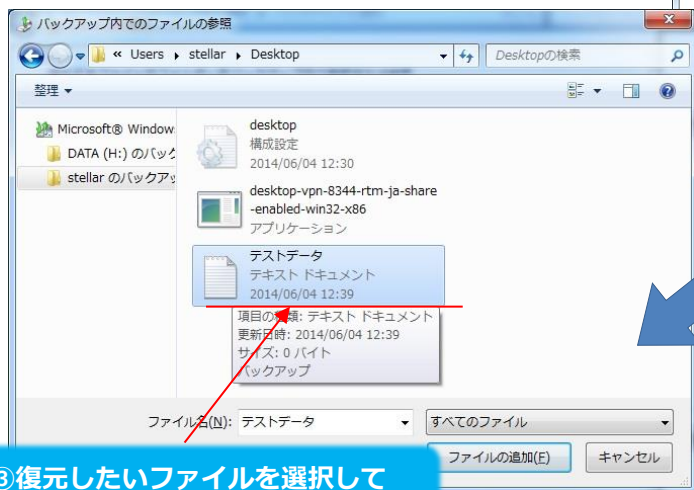 バックアップ内でのファイルの参照
« Users ▸ stellar ▸ Desktop
Desktopの検索
整理 ▼
Microsoft® Window
DATA (H:) のバック
stellar のバックアッ
desktop
構成設定
2014/06/04 12:30
desktop-vpn-8344-rtm-ja-share
-enabled-win32-x86
アプリケーション
テストデータ
テキスト ドキュメント
2014/06/04 12:39
項目の種類: テキスト ドキュメント
更新日時: 2014/06/04 12:39
サイズ: 0 バイト
バックアップ
ファイル名(N): テストデータ
すべてのファイル
ファイルの追加(F)
キャンセル
③復元したいファイルを選択して